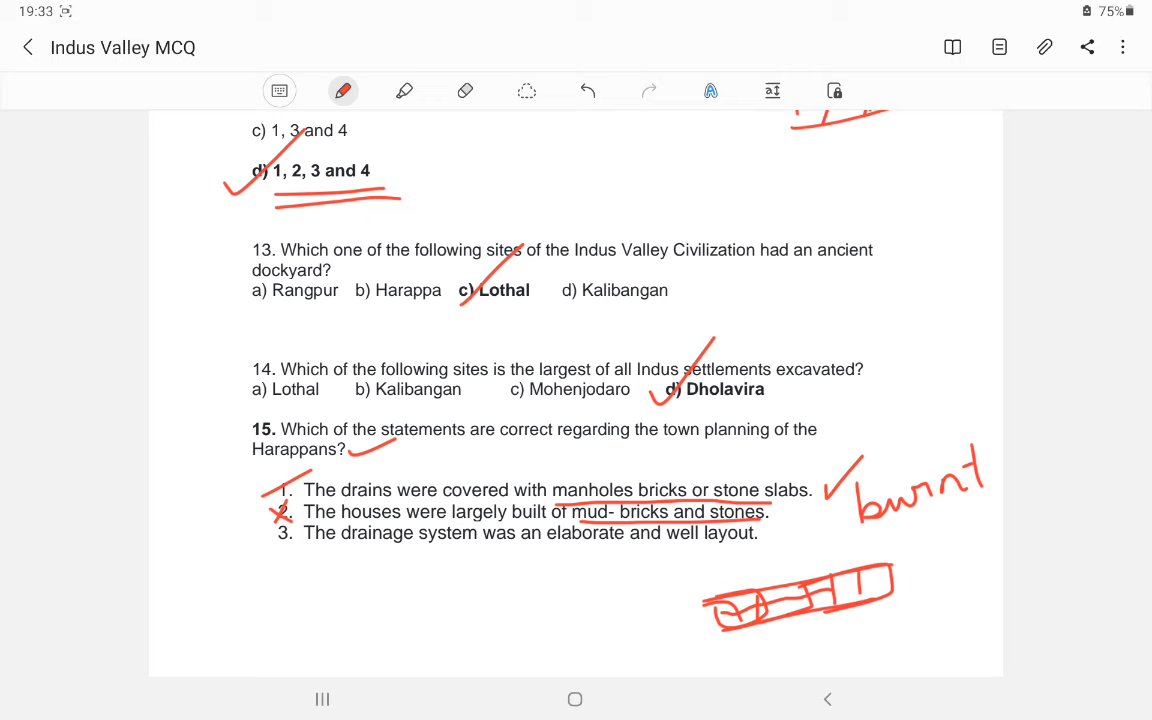 19:33 75%
Indus Valley MCQ
c) 1, 3 and 4
d) 1, 2, 3 and 4
13. Which one of the following sites of the Indus Valley Civilization had an ancient
dockyard?
a) Rangpur b) Harappa c) Lothal d) Kalibangan
14. Which of the following sites is the largest of all Indus settlements excavated?
a) Lothal b) Kalibangan c) Mohenjodaro d) Dholavira
15. Which of the statements are correct regarding the town planning of the
Harappans?
1. The drains were covered with manholes bricks or stone slabs.
burnt
2. The houses were largely built of mud- bricks and stones.
3. The drainage system was an elaborate and well layout.